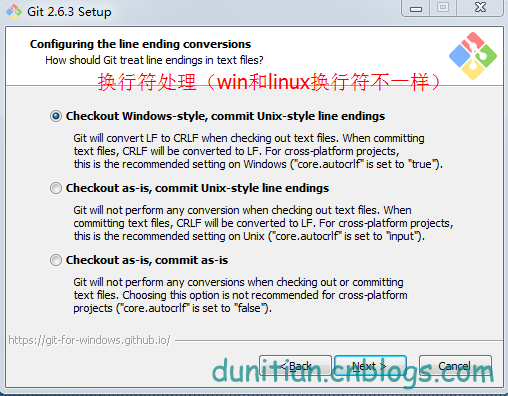 Git 2.6.3 Setup
Configuring the line ending conversions
How should Git treat line endings in text files?
换行符处理（win和linux换行符不一样）
Checkout Windows-style, commit Unix-style line endings
Git will convert LF to CRLF when checking out text files. When committing
text files, CRLF will be converted to LF. For cross-platform projects,
this is the recommended setting on Windows ("core.autocrlf" is set to "true").
Checkout as-is, commit Unix-style line endings
Git will not perform any conversion when checking out text files. When
committing text files, CRLF will be converted to LF. For cross-platform projects,
this is the recommended setting on Unix ("core.autocrlf" is set to "input").
Checkout as-is, commit as-is
Git will not perform any conversions when checking out or committing
text files. Choosing this option is not recommended for cross-platform
projects ("core.autocrlf" is set to "false").
https://git-for-windows.github.io/
< Back Next > Cancel
dunitian.cnblogs.com